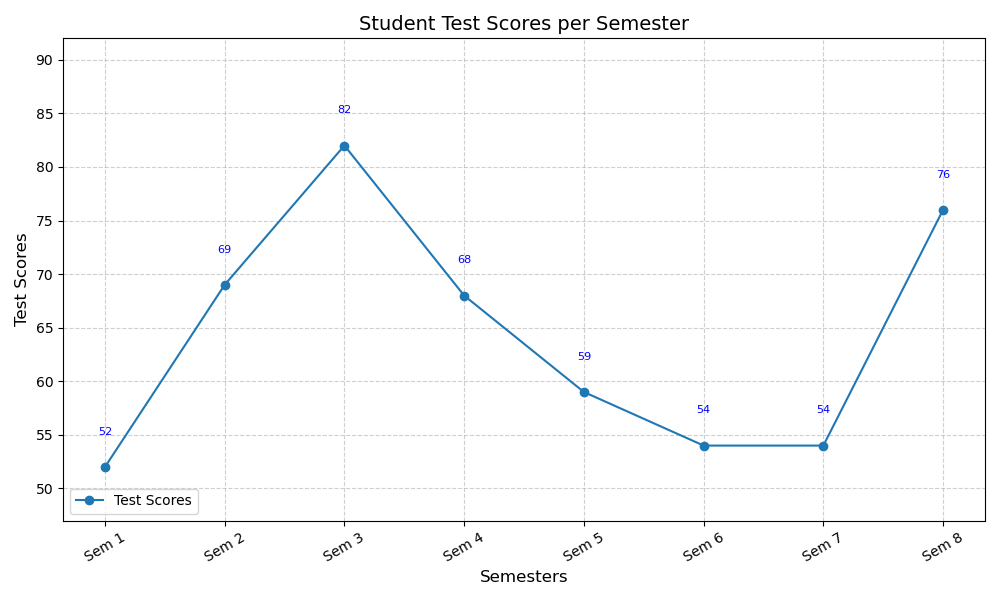 Student Test Scores per Semester
Test Scores
90
85
80
75
70
65
60
55
50
52
69
82
68
59
54
54
76
Test Scores
Sem 1
Sem 2
Sem 3
Sem 4
Sem 5
Sem 6
Sem 7
Sem 8
Semesters